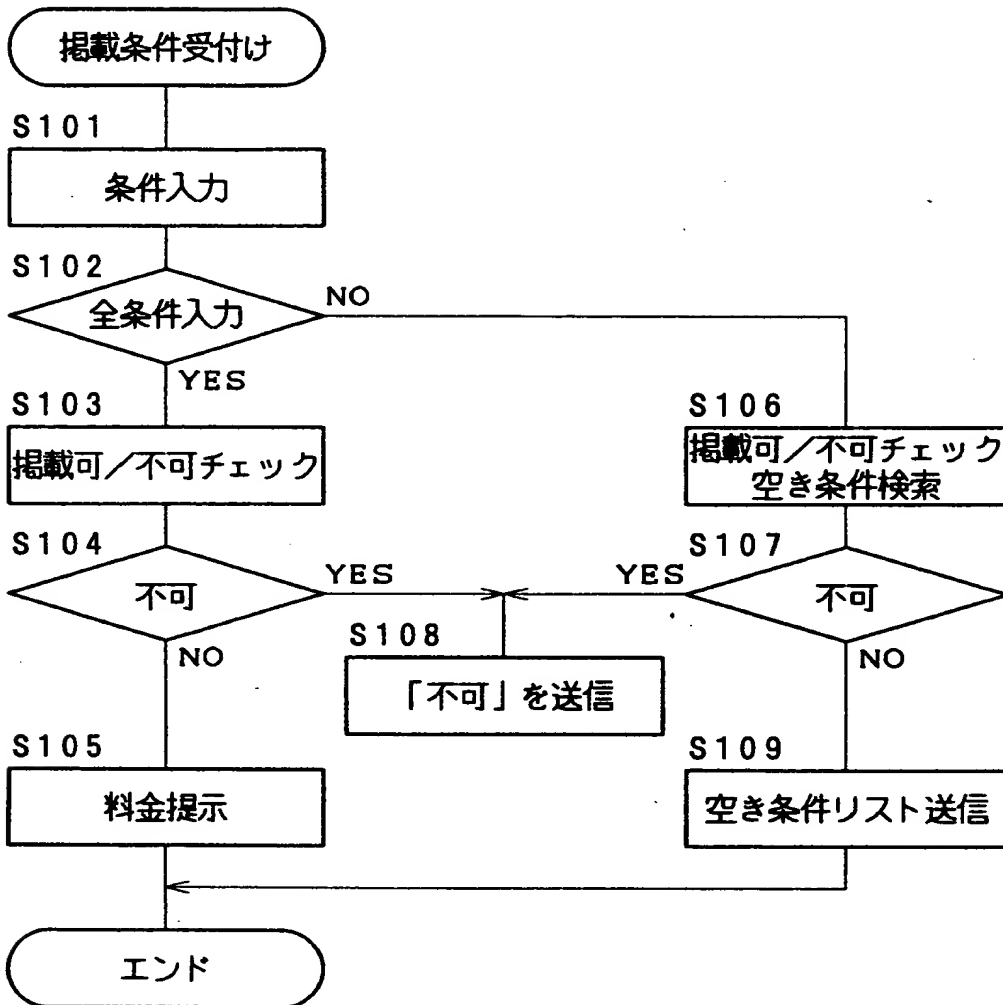 掲載条件受付け
S101
条件入力
S102
全条件入力
NO
YES
S103
掲載可／不可チェック
S106
掲載可／不可チェック
空き条件検索
S104
不可
YES
NO
S107
不可
YES
NO
S108
「不可」を送信
S105
料金提示
S109
空き条件リスト送信
エンド